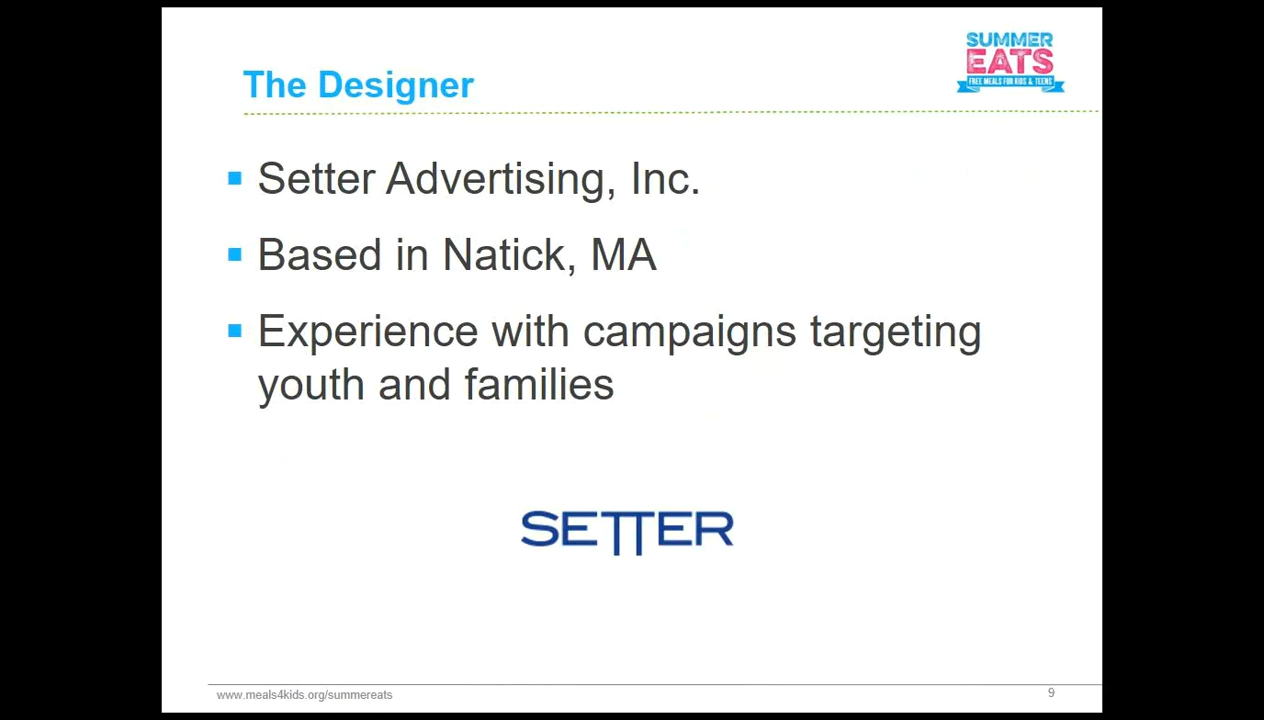 SUMMER
EATS
FREE MEALS FOR KIDS & TEENS
The Designer
Setter Advertising, Inc.
Based in Natick, MA
Experience with campaigns targeting
youth and families
SETTER
www.meals4kids.org/summereats
9